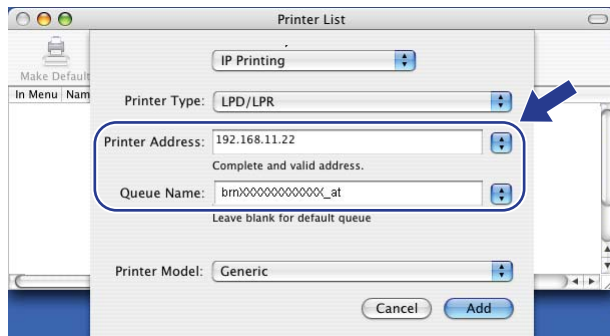 Printer List
IP Printing
Make Default
In Menu Nam
Printer Type: LPD/LPR
Printer Address: 192.168.11.22
Complete and valid address.
Queue Name: brnXXXXXXXXXXXX_at
Leave blank for default queue
Printer Model: Generic
Cancel Add